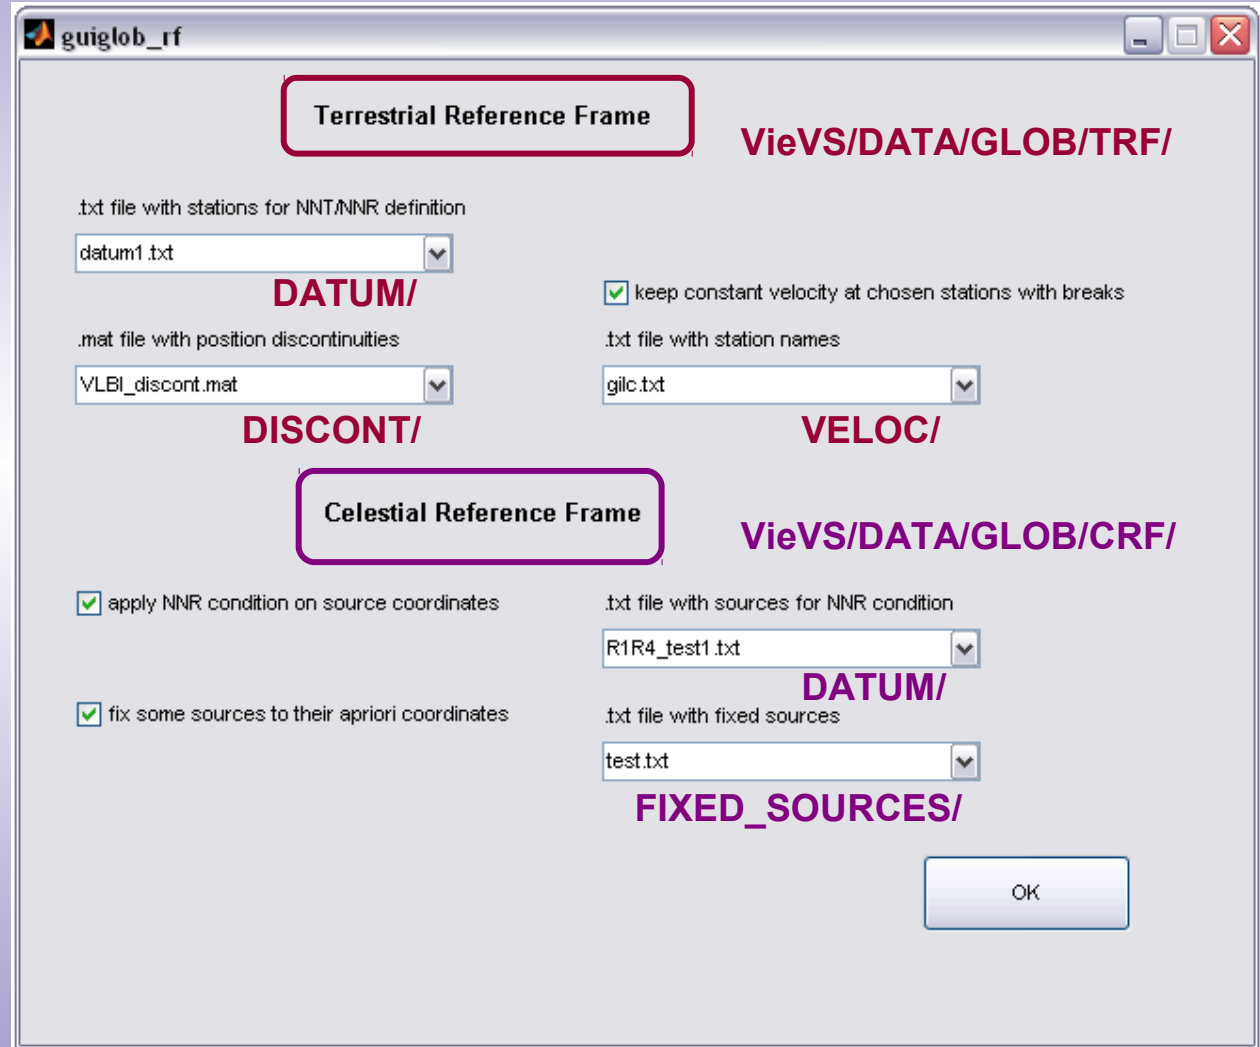 guiglob_rf
Terrestrial Reference Frame
VieVS/DATA/GLOB/TRF/
.txt file with stations for NNT/NNR definition
datum1.txt
DATUM/
keep constant velocity at chosen stations with breaks
.mat file with position discontinuities
.txt file with station names
VLBI_discont.mat
gilc.txt
DISCONT/
VELOC/
Celestial Reference Frame
VieVS/DATA/GLOB/CRF/
apply NNR condition on source coordinates
.txt file with sources for NNR condition
R1R4_test1.txt
DATUM/
fix some sources to their apriori coordinates
.txt file with fixed sources
test.txt
FIXED_SOURCES/
OK